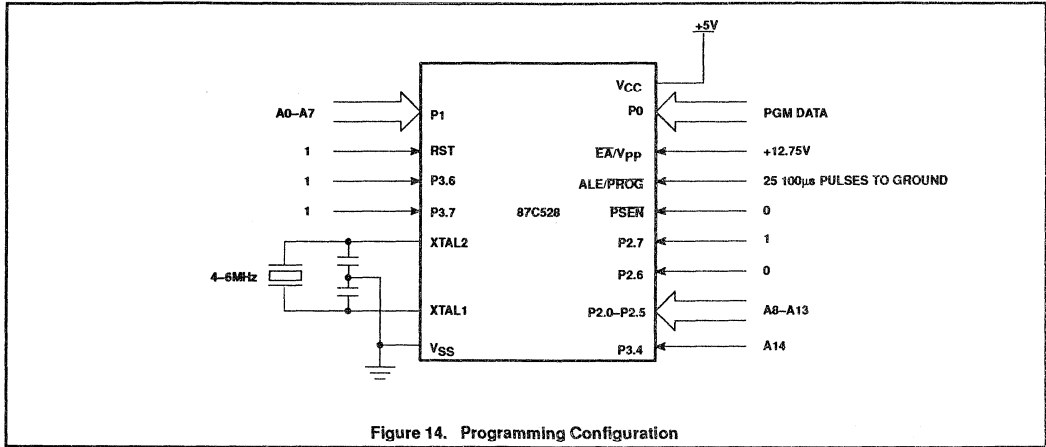 +5V
VCC
A0–A7
P1
P0
PGM DATA
1
RST
EA/VPP
+12.75V
1
P3.6
ALE/PROG
25 100µs PULSES TO GROUND
1
P3.7
87C528
PSEN
0
XTAL2
P2.7
1
4–6MHz
P2.6
0
XTAL1
P2.0–P2.5
A8–A13
VSS
P3.4
A14
Figure 14. Programming Configuration